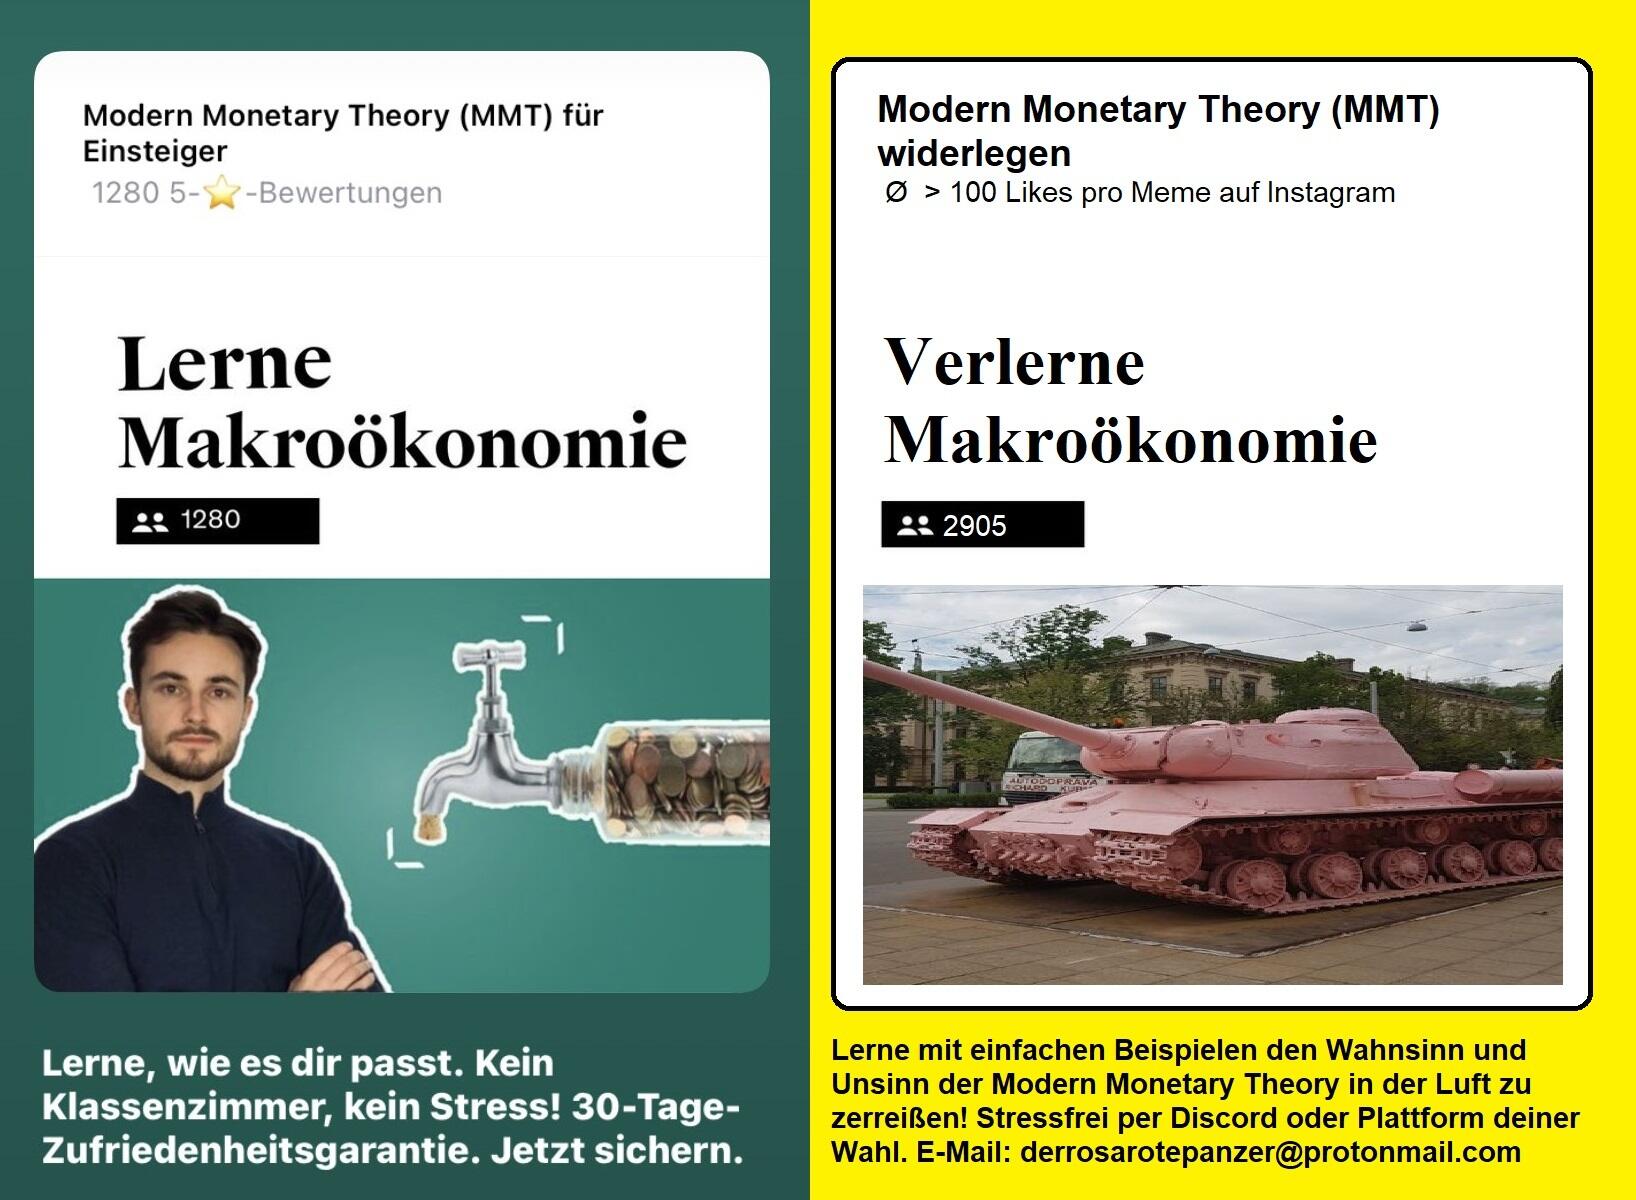 Modern Monetary Theory (MMT) für
Einsteiger
1280 5-⭐-Bewertungen
Lerne
Makroökonomie
1280
Lerne, wie es dir passt. Kein
Klassenzimmer, kein Stress! 30-Tage-
Zufriedenheitsgarantie. Jetzt sichern.
Modern Monetary Theory (MMT)
widerlegen
Ø > 100 Likes pro Meme auf Instagram
Verlerne
Makroökonomie
2905
AUTODOPRAVA
RICHARD
Lerne mit einfachen Beispielen den Wahnsinn und
Unsinn der Modern Monetary Theory in der Luft zu
zerreißen! Stressfrei per Discord oder Plattform deiner
Wahl. E-Mail: derrosarotepanzer@protonmail.com